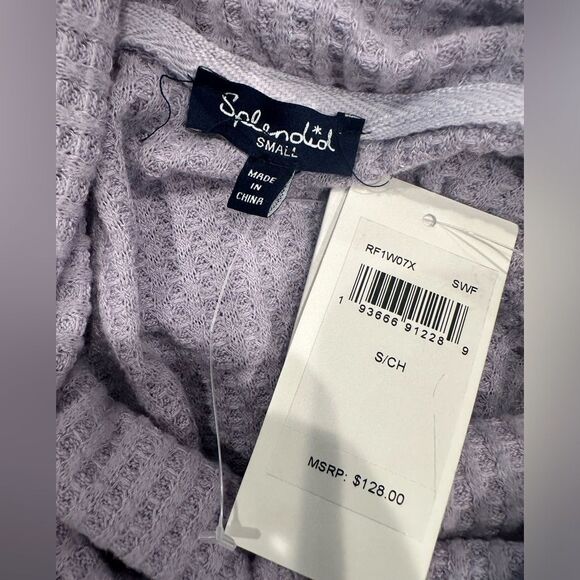 Splendid
SMALL
MADE
IN
CHINA
RF1W07X SWF
1 93666 91228 9
S/CH
MSRP: $128.00